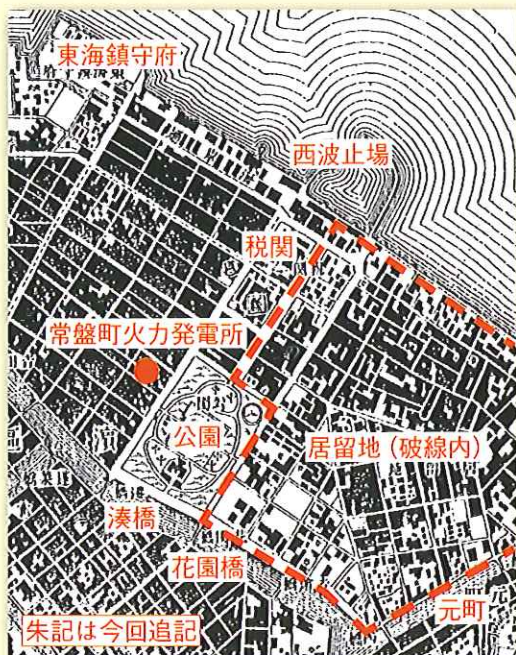 東海鎮守府
西波止場
税関
常盤町火力発電所
公園
居留地(破線内)
湊橋
花園橋
元町
朱記は今回追記